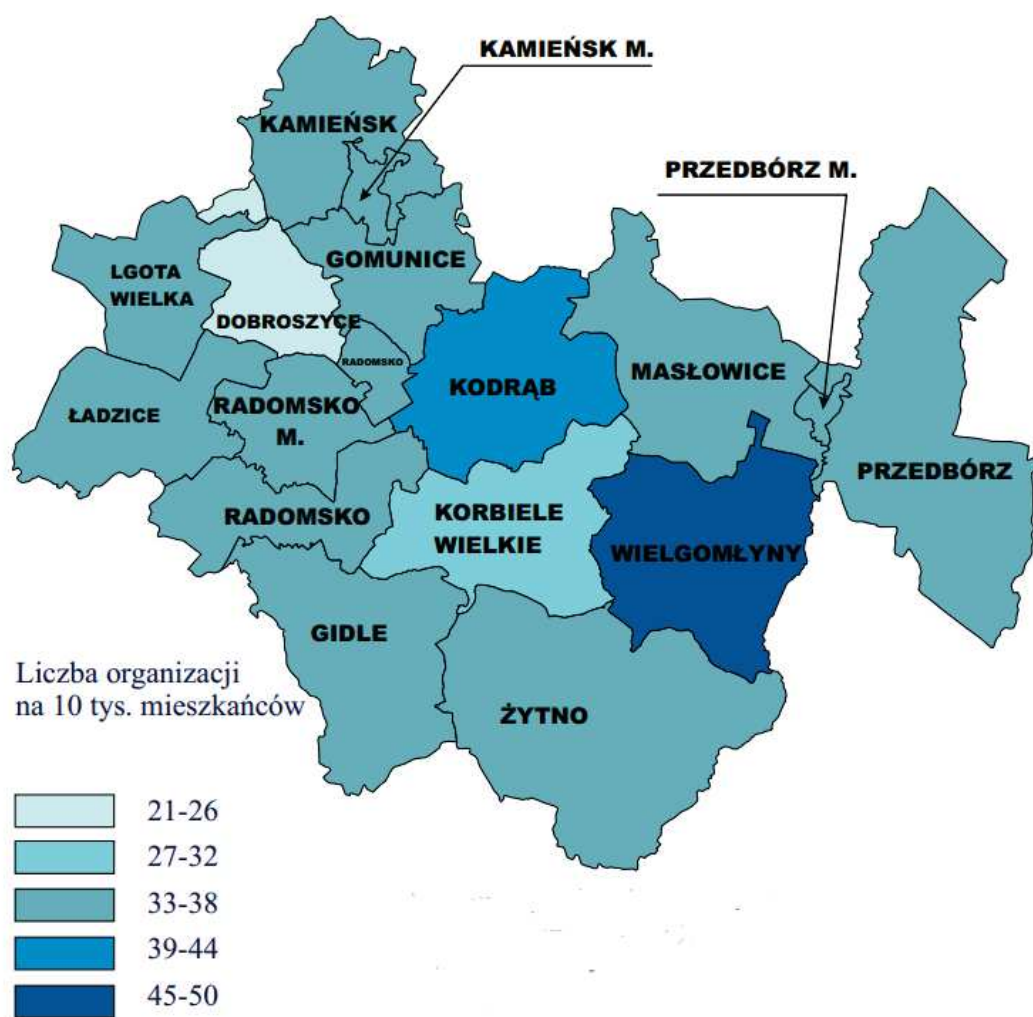 KAMIEŃSK M.
KAMIEŃSK
PRZEDBÓRZ M.
GOMUNICE
LGOTA
WIELKA
DOBROSZYCE
RADOMSKO
MASŁOWICE
KODRĄB
ŁADZICE
RADOMSKO
M.
PRZEDBÓRZ
RADOMSKO
KORBIELE
WIELKIE
WIELGOMŁYNY
GIDLE
ŻYTNO
Liczba organizacji
na 10 tys. mieszkańców
21-26
27-32
33-38
39-44
45-50